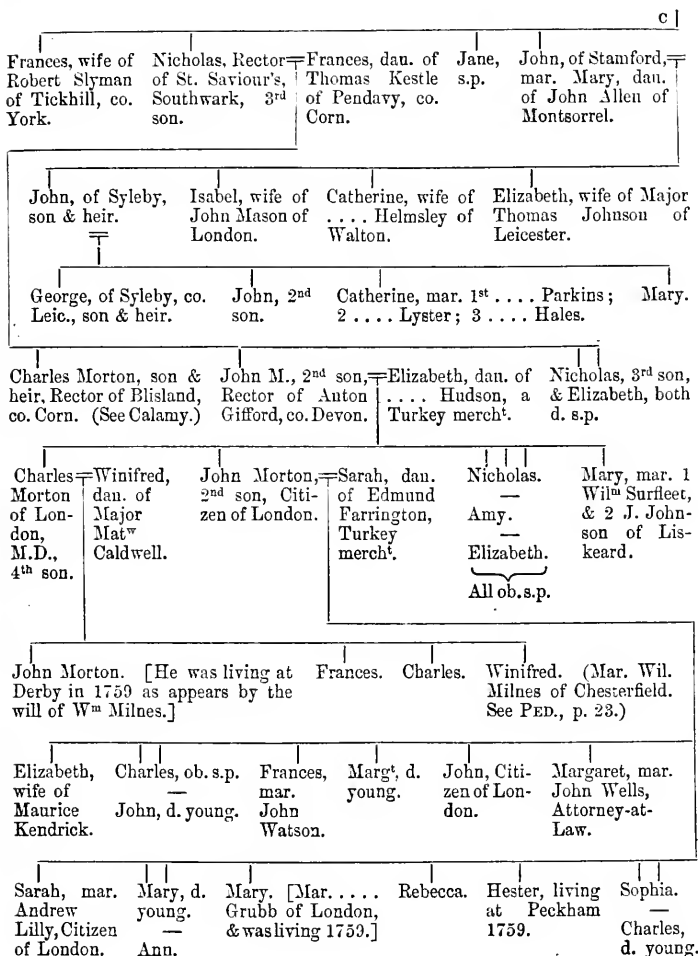 C
Frances, wife of
Robert Slyman
of Tickhill, co.
York.
Nicholas, Rector
of St. Saviour's,
Southwark, 3rd
son.
Frances, dau. of
Thomas Kestle
of Pendavy, co.
Corn.
Jane,
s.p.
John, of Stamford,
mar. Mary, dau.
of John Allen of
Montsorrel.
John, of Syleby,
son & heir.
Isabel, wife of
John Mason of
London.
Catherine, wife of
. . . . Helmsley of
Walton.
Elizabeth, wife of Major
Thomas Johnson of
Leicester.
George, of Syleby, co.
Leic., son & heir.
John, 2nd
son.
Catherine, mar. 1st . . . . Parkins;
2 . . . . Lyster; 3 . . . . Hales.
Mary.
Charles Morton, son &
heir, Rector of Blisland,
co. Corn. (See Calamy.)
John M., 2nd son,
Rector of Anton
Gifford, co. Devon.
Elizabeth, dau. of
. . . . Hudson, a
Turkey mercht.
Nicholas, 3rd son,
& Elizabeth, both
d. s.p.
Charles
Morton
of Lon-
don,
M.D.,
4th son.
Winifred,
dau. of
Major
Matw
Caldwell.
John Morton,
2nd son, Citi-
zen of London.
Sarah, dau.
of Edmund
Farrington,
Turkey
mercht.
Nicholas.
—
Amy.
—
Elizabeth.
All ob. s.p.
Mary, mar. 1
Wilm Surfleet,
& 2 J. John-
son of Lis-
keard.
John Morton. [He was living at
Derby in 1759 as appears by the
will of Wm Milnes.]
Frances.
Charles.
Winifred. (Mar. Wil.
Milnes of Chesterfield.
See PED., p. 23.)
Elizabeth,
wife of
Maurice
Kendrick.
Charles, ob. s.p.
—
John, d. young.
Frances,
mar.
John
Watson.
Margt, d.
young.
John, Citi-
zen of Lon-
don.
Margaret, mar.
John Wells,
Attorney-at-
Law.
Sarah, mar.
Andrew
Lilly, Citizen
of London.
Mary, d.
young.
—
Ann.
Mary. [Mar. . . . .
Grubb of London,
& was living 1759.]
Rebecca.
Hester, living
at Peckham
1759.
Sophia.
—
Charles,
d. young.